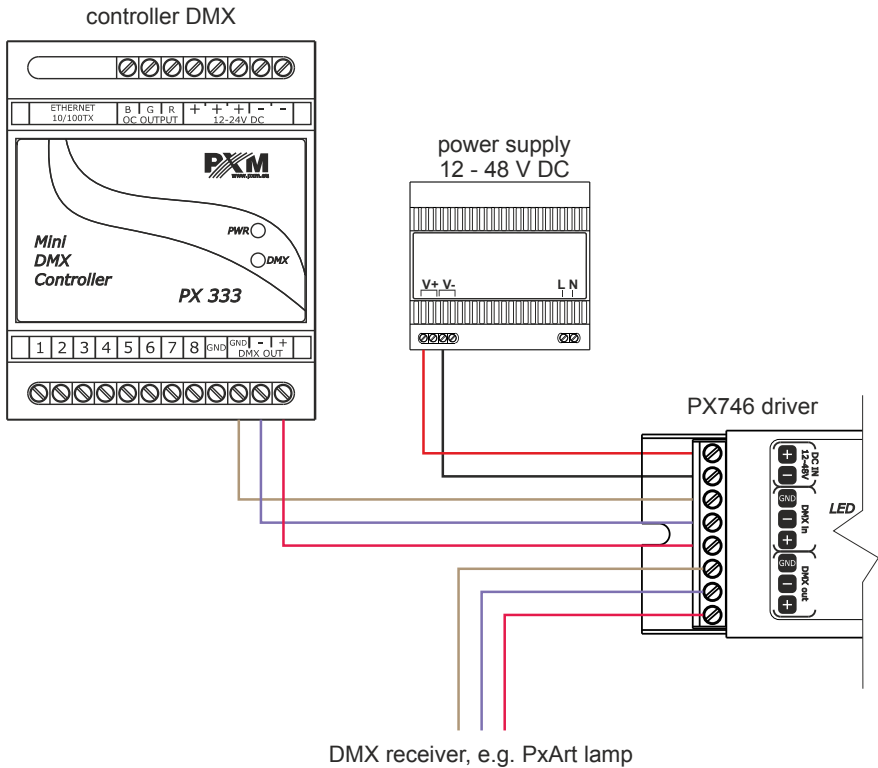 controller DMX
ETHERNET
10/100TX
B G R + + + - -
OC OUTPUT 12-24V DC
PXM
www.pxm.eu
PWR
DMX
Mini
DMX
Controller
PX 333
1 2 3 4 5 6 7 8 GND GND - +
DMX OUT
power supply
12 - 48 V DC
V+ V- L N
PX746 driver
+ -
DC IN
12-48V
GND - +
DMX In
GND - +
DMX out
LED
DMX receiver, e.g. PxArt lamp